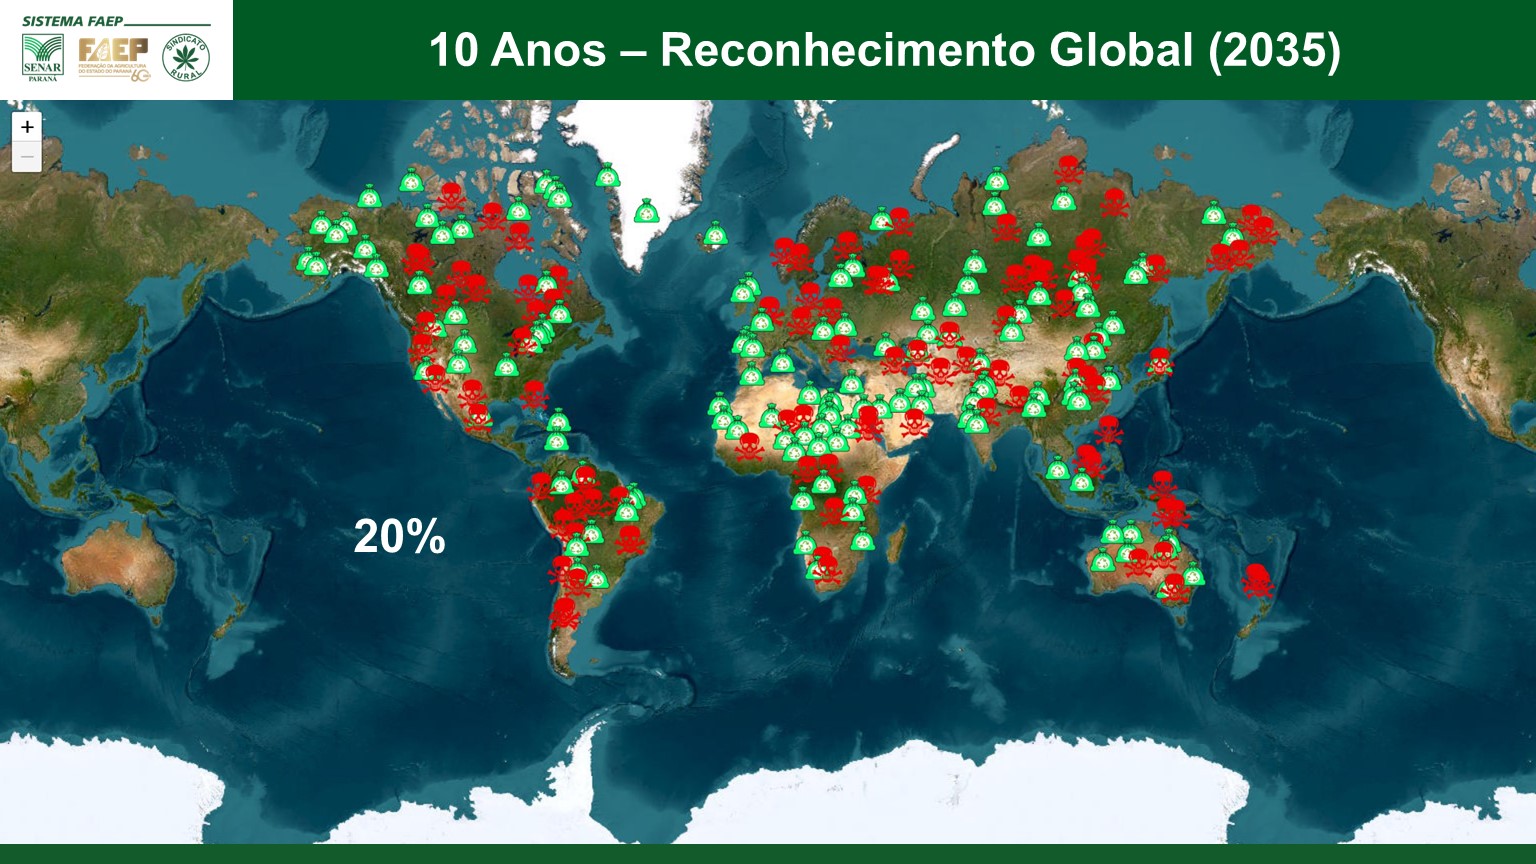 SISTEMA FAEP
SENAR
PARANÁ
FAEP
FEDERAÇÃO DA AGRICULTURA
DO ESTADO DO PARANÁ
60
SINDICATO
RURAL
10 Anos – Reconhecimento Global (2035)
+
−
20%